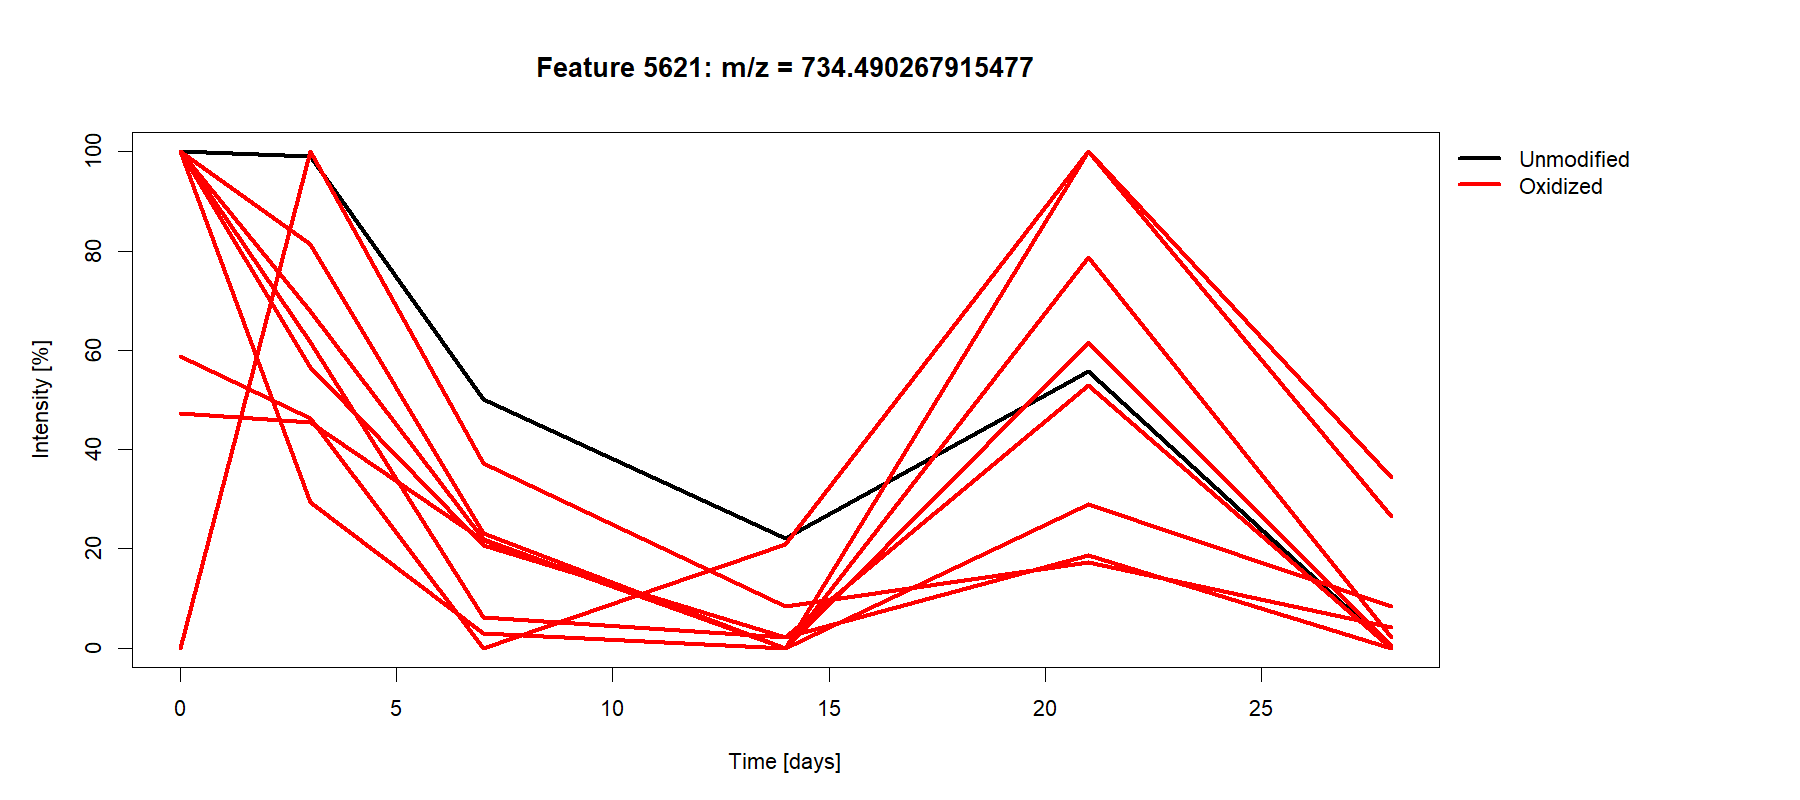 Feature 5621: m/z = 734.490267915477
Unmodified
Oxidized
Intensity [%]
100
80
60
40
20
0
0 5 10 15 20 25
Time [days]